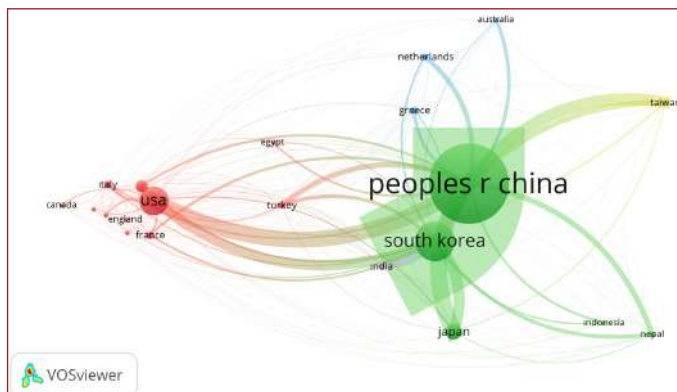 australia
netherlands
taiwan
greece
egypt
peoples r china
italy
usa
canada
turkey
england
france
south korea
india
indonesia
japan
nepal
VOSviewer